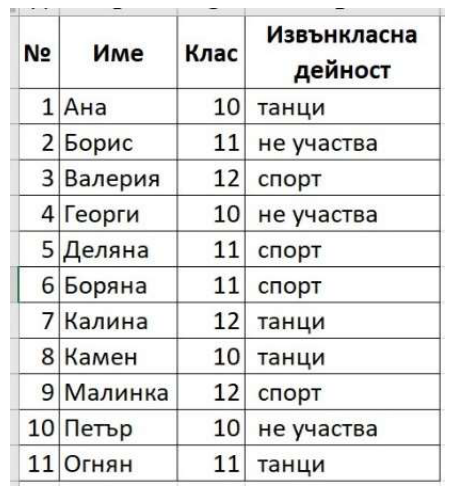 № Име Клас Извънкласна дейност
1 Ана 10 танци
2 Борис 11 не участва
3 Валерия 12 спорт
4 Георги 10 не участва
5 Деляна 11 спорт
6 Боряна 11 спорт
7 Калина 12 танци
8 Камен 10 танци
9 Малинка 12 спорт
10 Петър 10 не участва
11 Огнян 11 танци